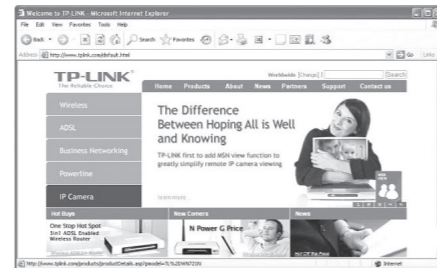 Welcome to TP-LINK - Microsoft Internet Explorer
File Edit View Favorites Tools Help
Back Search Favorites
Address http://www.tplink.com/default.html Go Links
TP-LINK®
The Reliable Choice
Worldwide [Change] Search
Home Products About News Partners Support Contact us
Wireless
ADSL
Business Networking
Powerline
IP Camera
The Difference
Between Hoping All is Well
and Knowing
TP-LINK first to add MSN view function to
greatly simplify remote IP camera viewing
learn more...
Hot Buys New Comers News
One Stop Hot Spot
3in1 ADSL Enabled
Wireless Router
N Power G Price
Internet